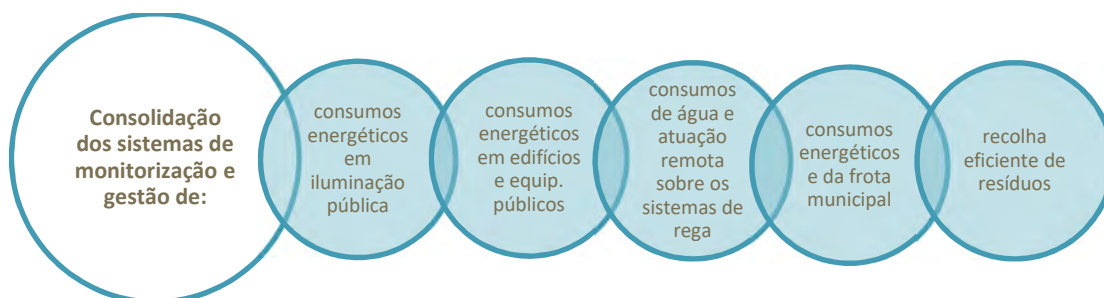 Consolidação
dos sistemas de
monitorização e
gestão de:
consumos
energéticos
em
iluminação
pública
consumos
energéticos
em edifícios
e equip.
públicos
consumos
de água e
atuação
remota
sobre os
sistemas de
rega
consumos
energéticos
e da frota
municipal
recolha
eficiente de
resíduos